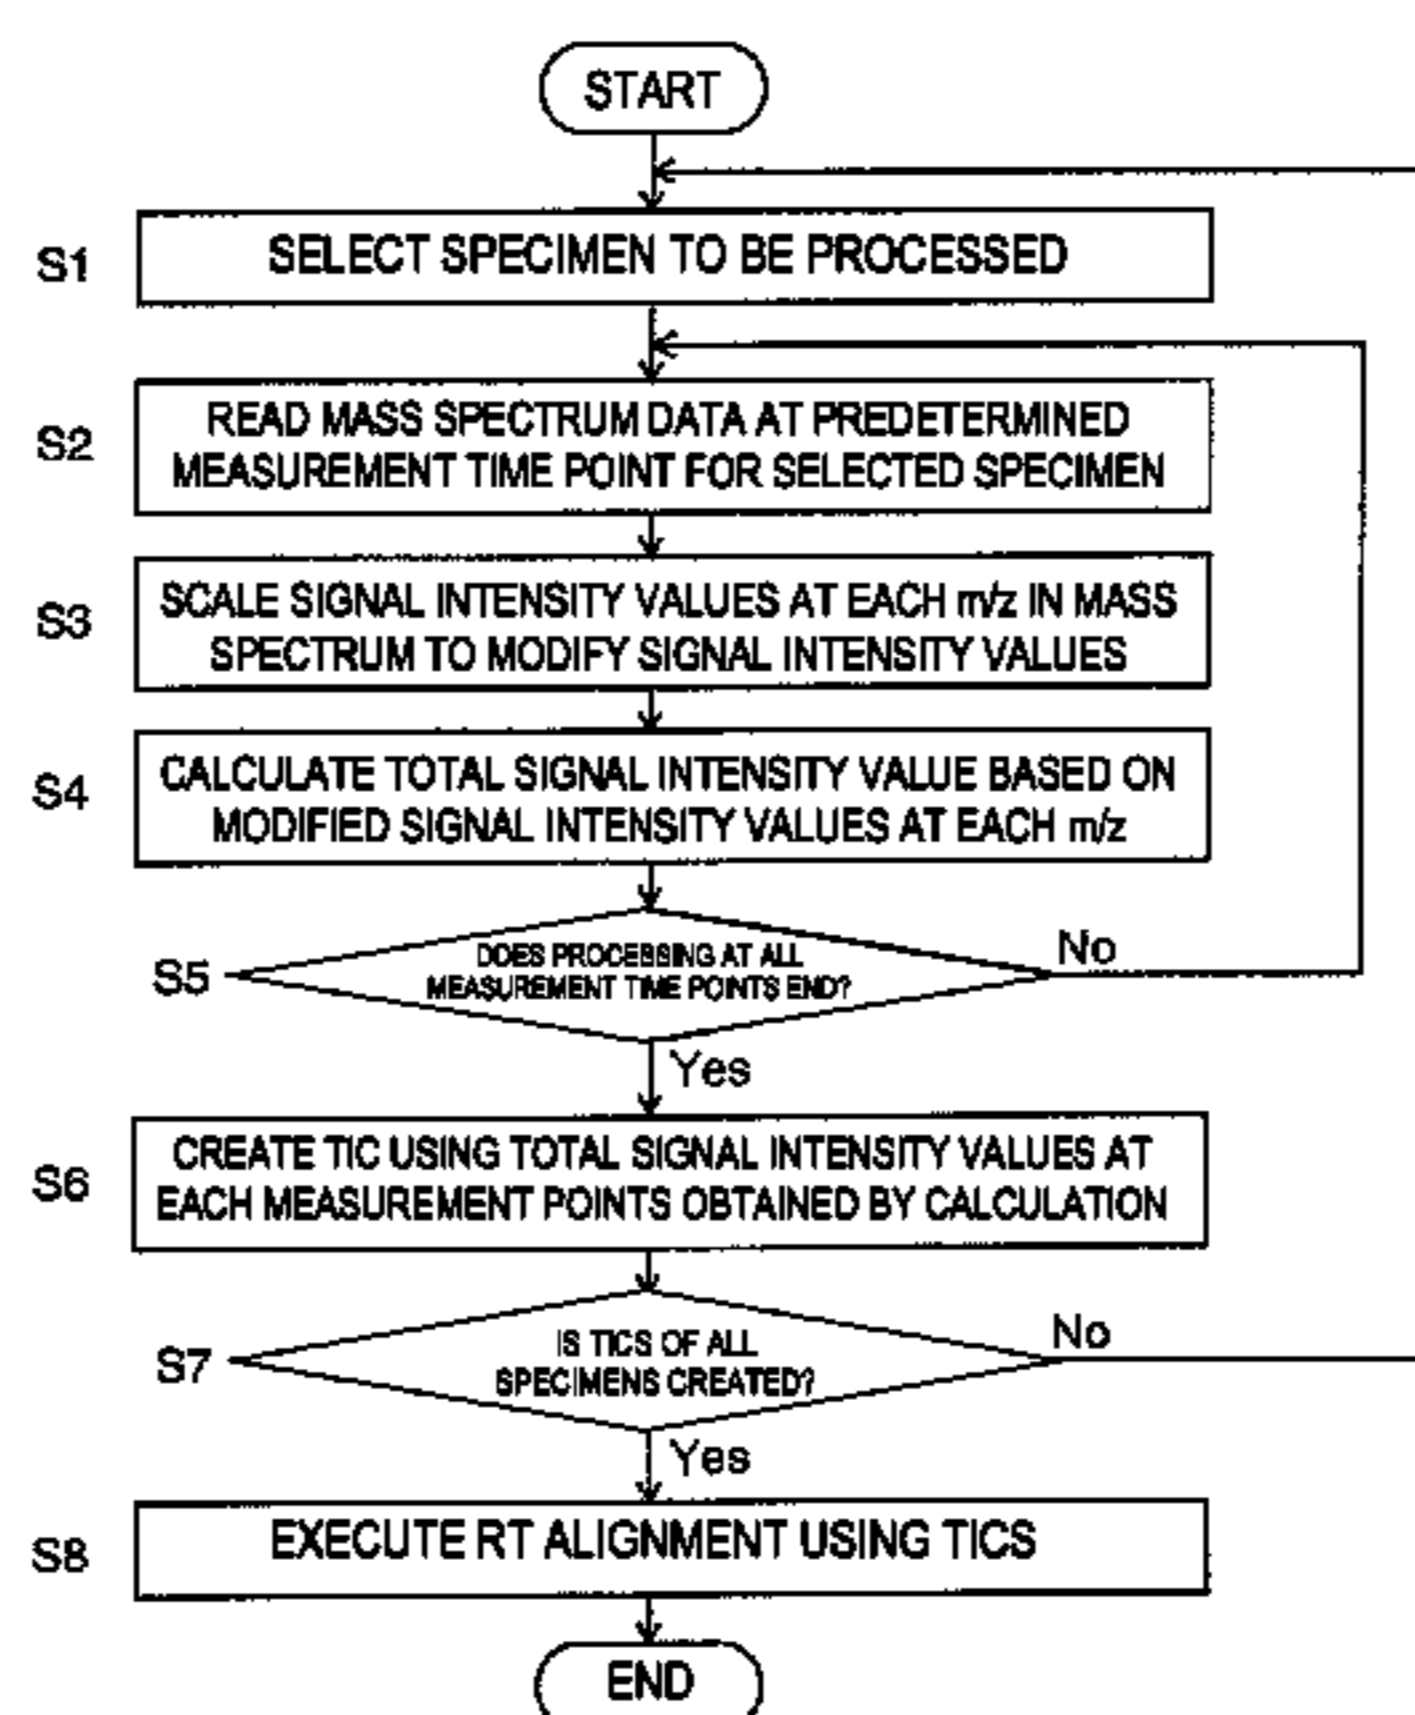 START
S1
SELECT SPECIMEN TO BE PROCESSED
S2
READ MASS SPECTRUM DATA AT PREDETERMINED
MEASUREMENT TIME POINT FOR SELECTED SPECIMEN
S3
SCALE SIGNAL INTENSITY VALUES AT EACH m/z IN MASS
SPECTRUM TO MODIFY SIGNAL INTENSITY VALUES
S4
CALCULATE TOTAL SIGNAL INTENSITY VALUE BASED ON
MODIFIED SIGNAL INTENSITY VALUES AT EACH m/z
S5
DOES PROCESSING AT ALL
MEASUREMENT TIME POINTS END?
No
Yes
S6
CREATE TIC USING TOTAL SIGNAL INTENSITY VALUES AT
EACH MEASUREMENT POINTS OBTAINED BY CALCULATION
S7
IS TICS OF ALL
SPECIMENS CREATED?
No
Yes
S8
EXECUTE RT ALIGNMENT USING TICS
END